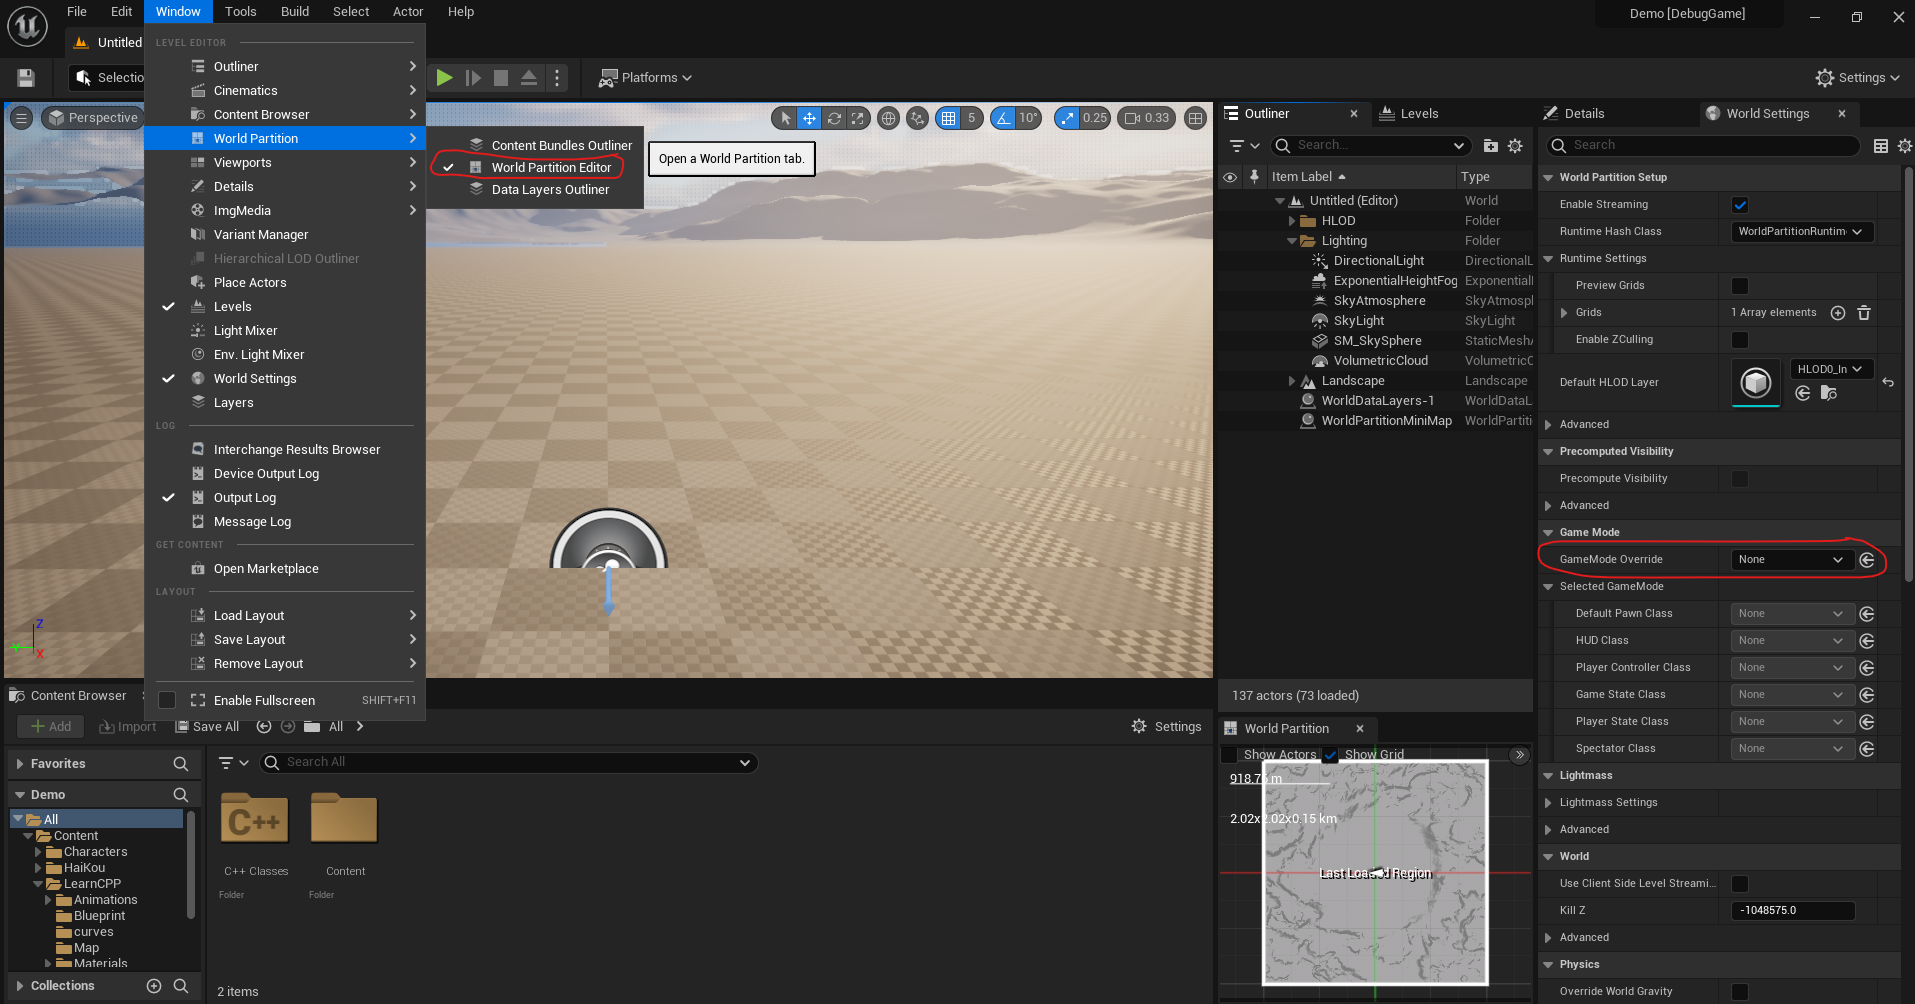 File Edit Window Tools Build Select Actor Help
Demo [DebugGame]
Untitled
Selectio
Platforms
Settings
LEVEL EDITOR
Outliner
Cinematics
Content Browser
World Partition
Viewports
Details
ImgMedia
Variant Manager
Hierarchical LOD Outliner
Place Actors
Levels
Light Mixer
Env. Light Mixer
World Settings
Layers
LOG
Interchange Results Browser
Device Output Log
Output Log
Message Log
GET CONTENT
Open Marketplace
LAYOUT
Load Layout
Save Layout
Remove Layout
Enable Fullscreen SHIFT+F11
Content Bundles Outliner
World Partition Editor
Data Layers Outliner
Open a World Partition tab.
Perspective
5 10° 0.25 0.33
Z
Y
X
Outliner
Levels
Search...
Item Label Type
Untitled (Editor) World
HLOD Folder
Lighting Folder
DirectionalLight DirectionalL
ExponentialHeightFog Exponential
SkyAtmosphere SkyAtmosp
SkyLight SkyLight
SM_SkySphere StaticMeshA
VolumetricCloud VolumetricC
Landscape Landscape
WorldDataLayers-1 WorldDataL
WorldPartitionMiniMap WorldPartiti
137 actors (73 loaded)
World Partition
Show Actors Show Grid
918.75 m
2.02x2.02x0.15 km
Last Loaded Region
Details
World Settings
Search
World Partition Setup
Enable Streaming
Runtime Hash Class WorldPartitionRuntim
Runtime Settings
Preview Grids
Grids 1 Array elements
Enable ZCulling
Default HLOD Layer HLOD0_In
Advanced
Precomputed Visibility
Precompute Visibility
Advanced
Game Mode
GameMode Override None
Selected GameMode
Default Pawn Class None
HUD Class None
Player Controller Class None
Game State Class None
Player State Class None
Spectator Class None
Lightmass
Lightmass Settings
Advanced
World
Use Client Side Level Streami...
Kill Z -1048575.0
Advanced
Physics
Override World Gravity
Content Browser
Add Import Save All All Settings
Favorites
Demo
All
Content
Characters
HaiKou
LearnCPP
Animations
Blueprint
curves
Map
Materials
Collections
Search All
C++
C++ Classes
Folder
Content
Folder
2 items